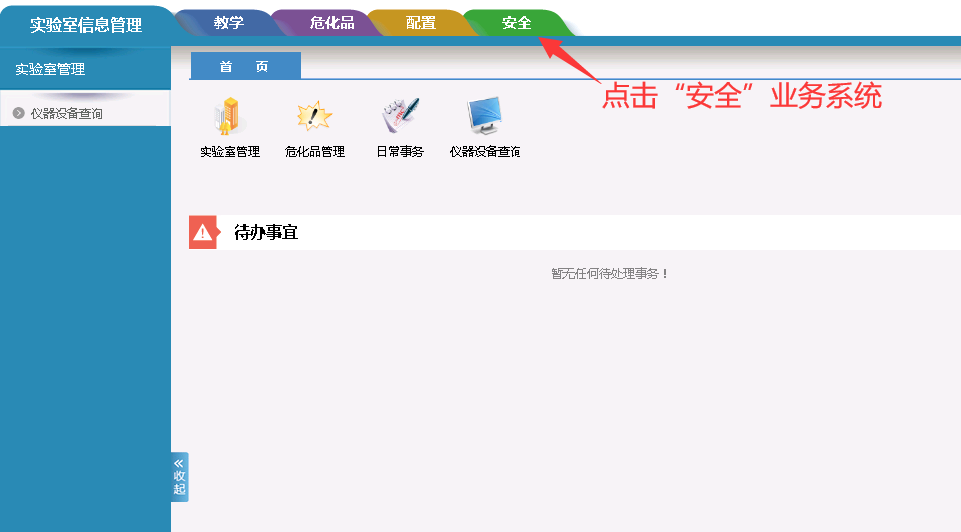 实验室信息管理
教学
危化品
配置
安全
实验室管理
首 页
点击“安全”业务系统
仪器设备查询
实验室管理
危化品管理
日常事务
仪器设备查询
待办事宜
暂无任何待处理事务！
收起